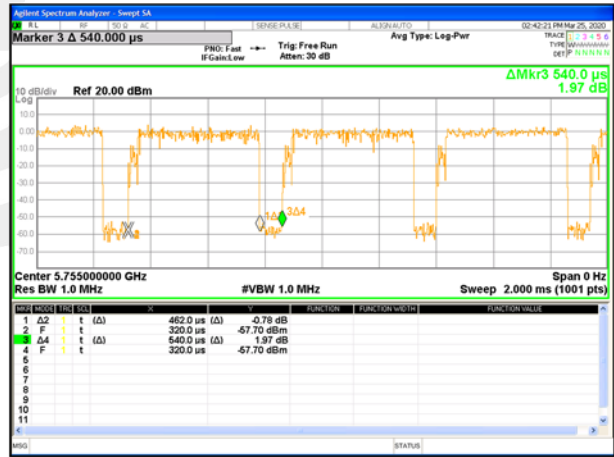 Agilent Spectrum Analyzer - Swept SA
RL RF 50 Ω AC SENSE:PULSE ALIGN AUTO 02:42:21 PM Mar 25, 2020
Marker 3 Δ 540.000 µs
PNO: Fast Trig: Free Run Avg Type: Log-Pwr TRACE 1 2 3 4 5 6
IFGain:Low Atten: 30 dB TYPE
DET P N N N N N
ΔMkr3 540.0 µs
1.97 dB
10 dB/div Ref 20.00 dBm
Log
10.0
0.00
-10.0
-20.0
-30.0
-40.0
-50.0
-60.0
-70.0
1Δ 3Δ4
Center 5.755000000 GHz Span 0 Hz
Res BW 1.0 MHz #VBW 1.0 MHz Sweep 2.000 ms (1001 pts)
MKR MODE TRC SCL X Y FUNCTION FUNCTION WIDTH FUNCTION VALUE
1 Δ2 1 t (Δ) 462.0 µs (Δ) -0.78 dB
2 F 1 t 320.0 µs -57.70 dBm
3 Δ4 1 t (Δ) 540.0 µs (Δ) 1.97 dB
4 F 1 t 320.0 µs -57.70 dBm
5
6
7
8
9
10
11
MSG STATUS